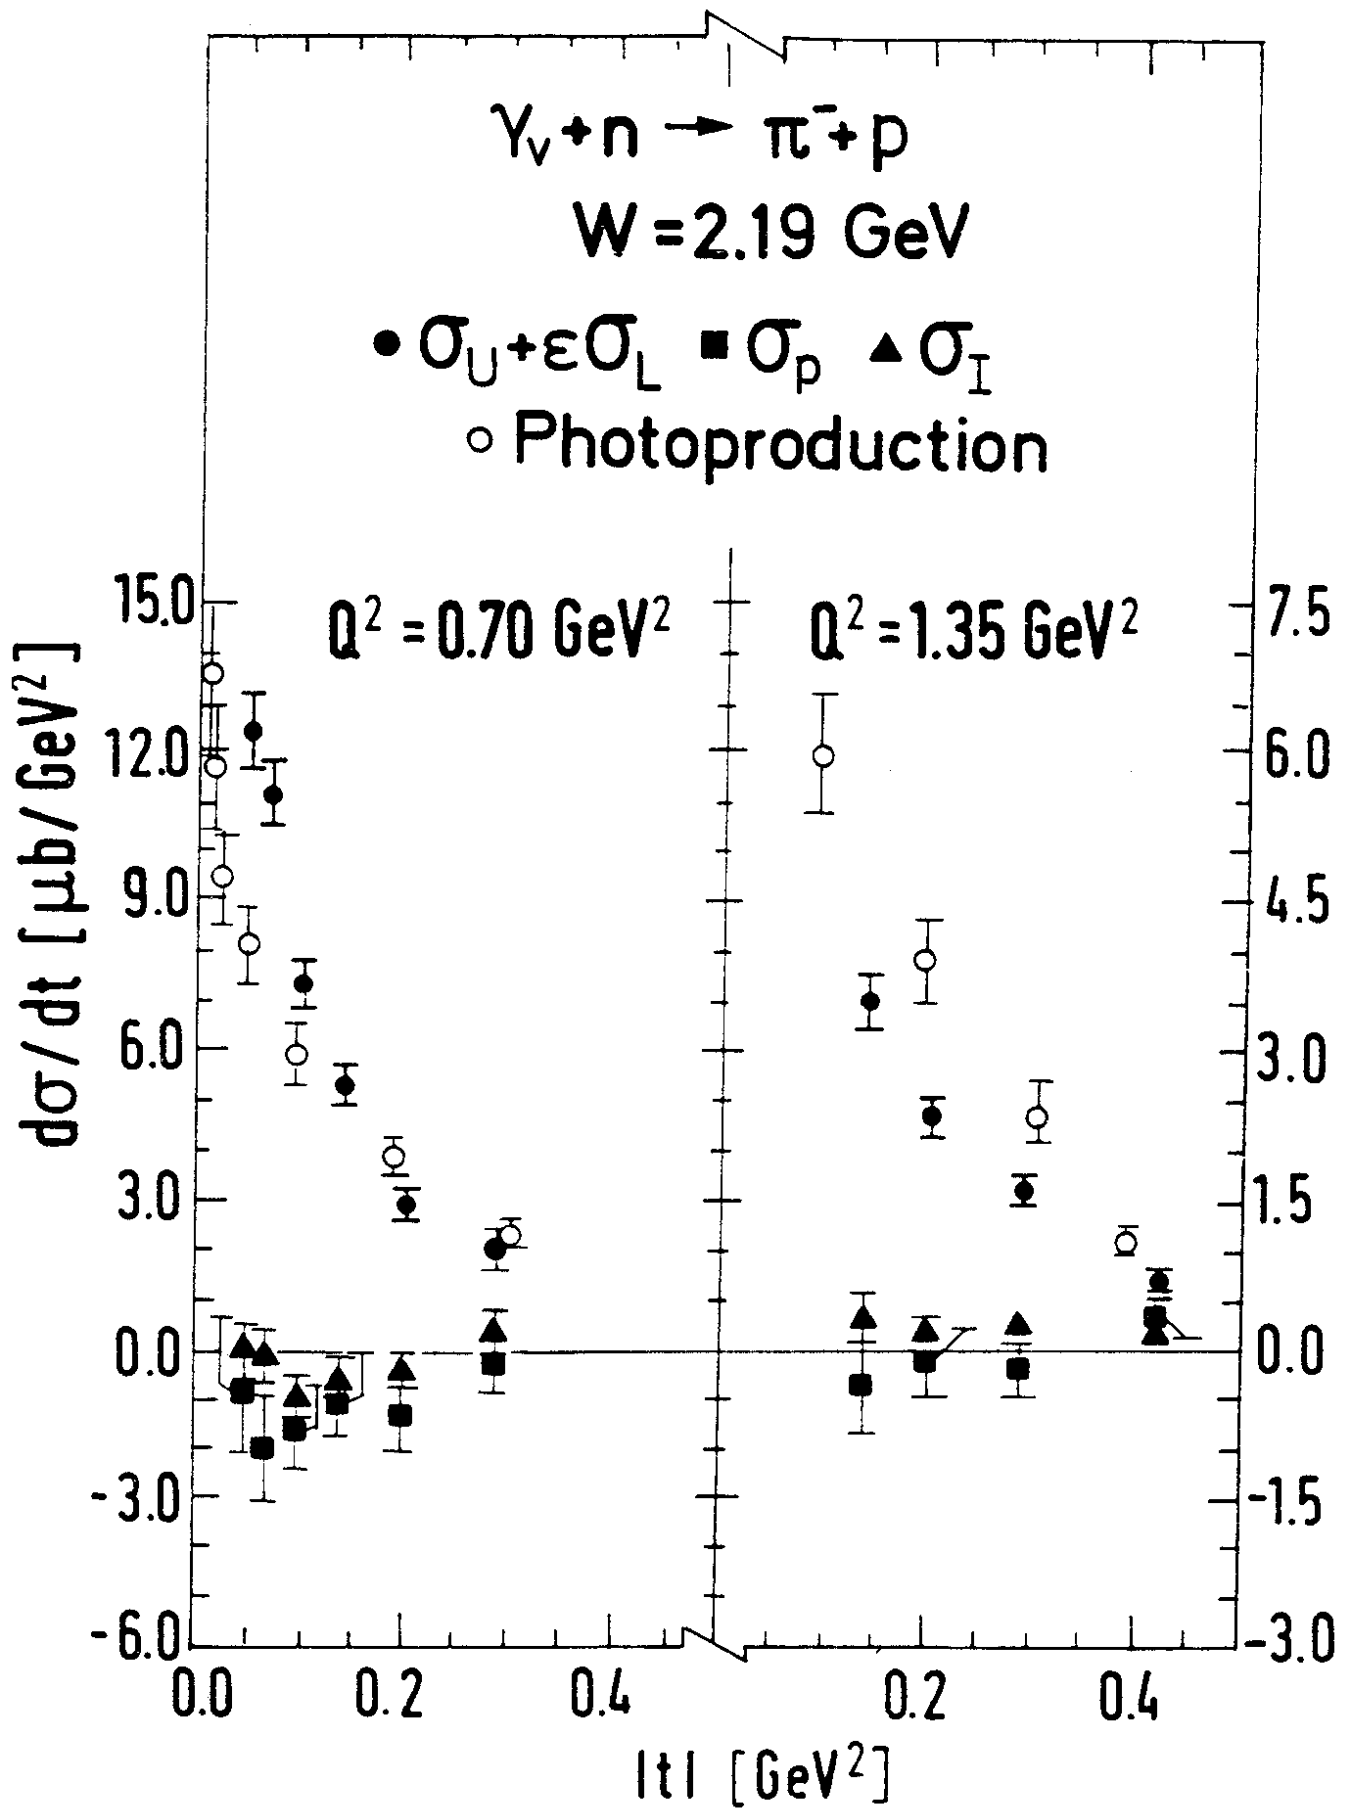 γv+n → π⁻+p
W=2.19 GeV
● σU+εσL ■ σp ▲ σI
○ Photoproduction
Q²=0.70 GeV² Q²=1.35 GeV²
dσ/dt [μb/GeV²]
15.0
12.0
9.0
6.0
3.0
0.0
-3.0
-6.0
7.5
6.0
4.5
3.0
1.5
0.0
-1.5
-3.0
0.0 0.2 0.4 0.2 0.4
|t| [GeV²]